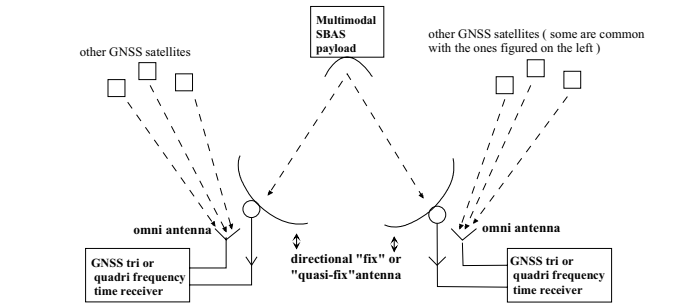 Multimodal
SBAS
payload
other GNSS satellites
other GNSS satellites ( some are common
with the ones figured on the left )
omni antenna
omni antenna
directional "fix" or
"quasi-fix"antenna
GNSS tri or
quadri frequency
time receiver
GNSS tri or
quadri frequency
time receiver